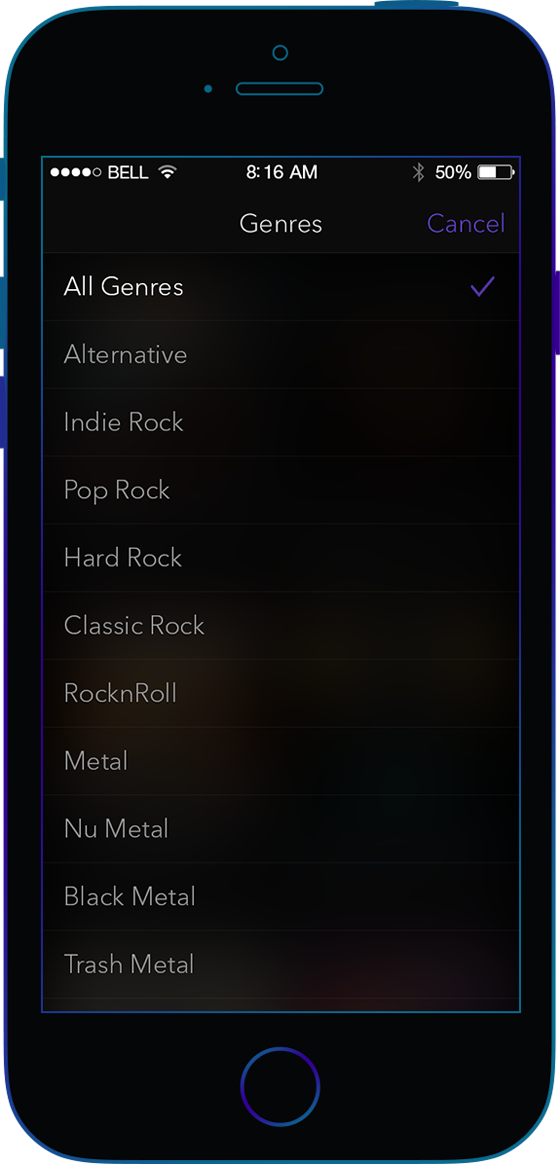 BELL 8:16 AM 50%
Genres Cancel
All Genres
Alternative
Indie Rock
Pop Rock
Hard Rock
Classic Rock
RocknRoll
Metal
Nu Metal
Black Metal
Trash Metal